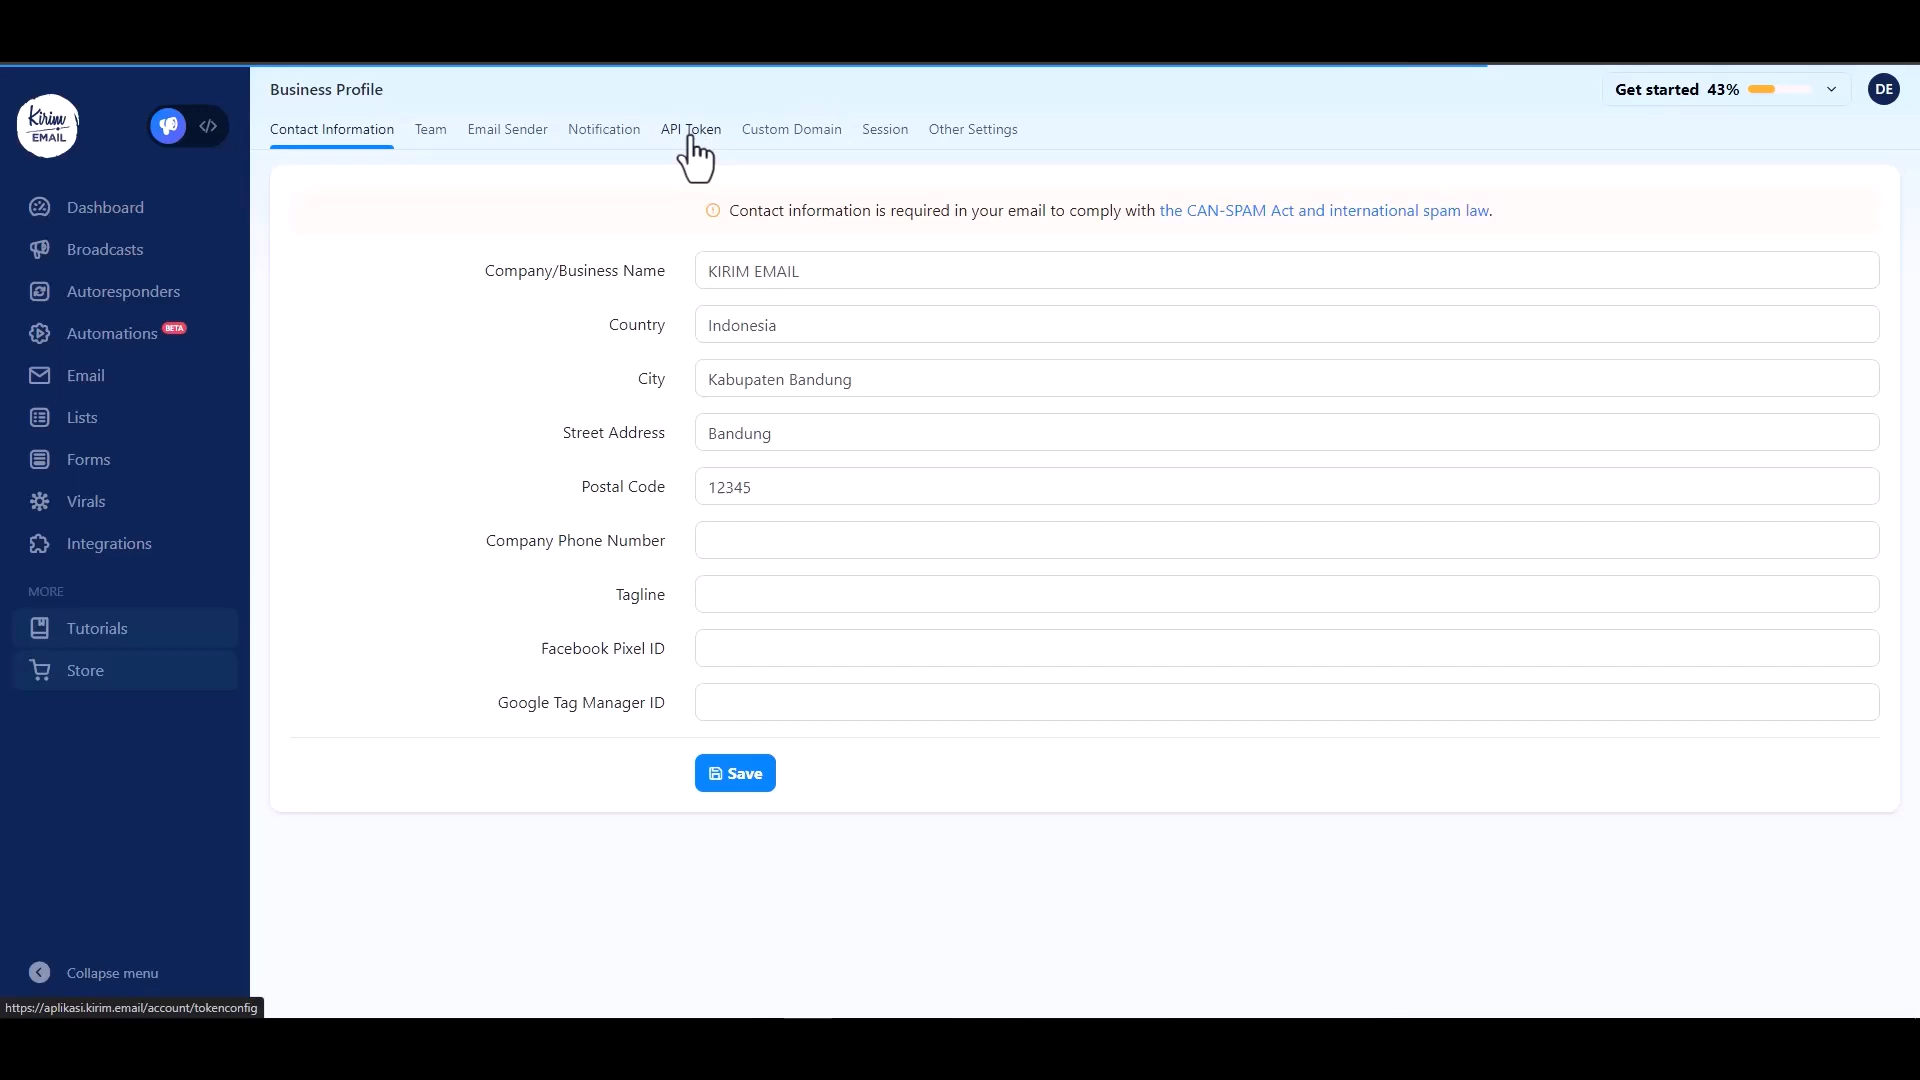 Kirim
EMAIL
Business Profile
Get started 43%
DE
Contact Information
Team
Email Sender
Notification
API Token
Custom Domain
Session
Other Settings
Dashboard
Broadcasts
Autoresponders
Automations BETA
Email
Lists
Forms
Virals
Integrations
MORE
Tutorials
Store
Collapse menu
Contact information is required in your email to comply with the CAN-SPAM Act and international spam law.
Company/Business Name KIRIM EMAIL
Country Indonesia
City Kabupaten Bandung
Street Address Bandung
Postal Code 12345
Company Phone Number
Tagline
Facebook Pixel ID
Google Tag Manager ID
Save
https://aplikasi.kirim.email/account/tokenconfig